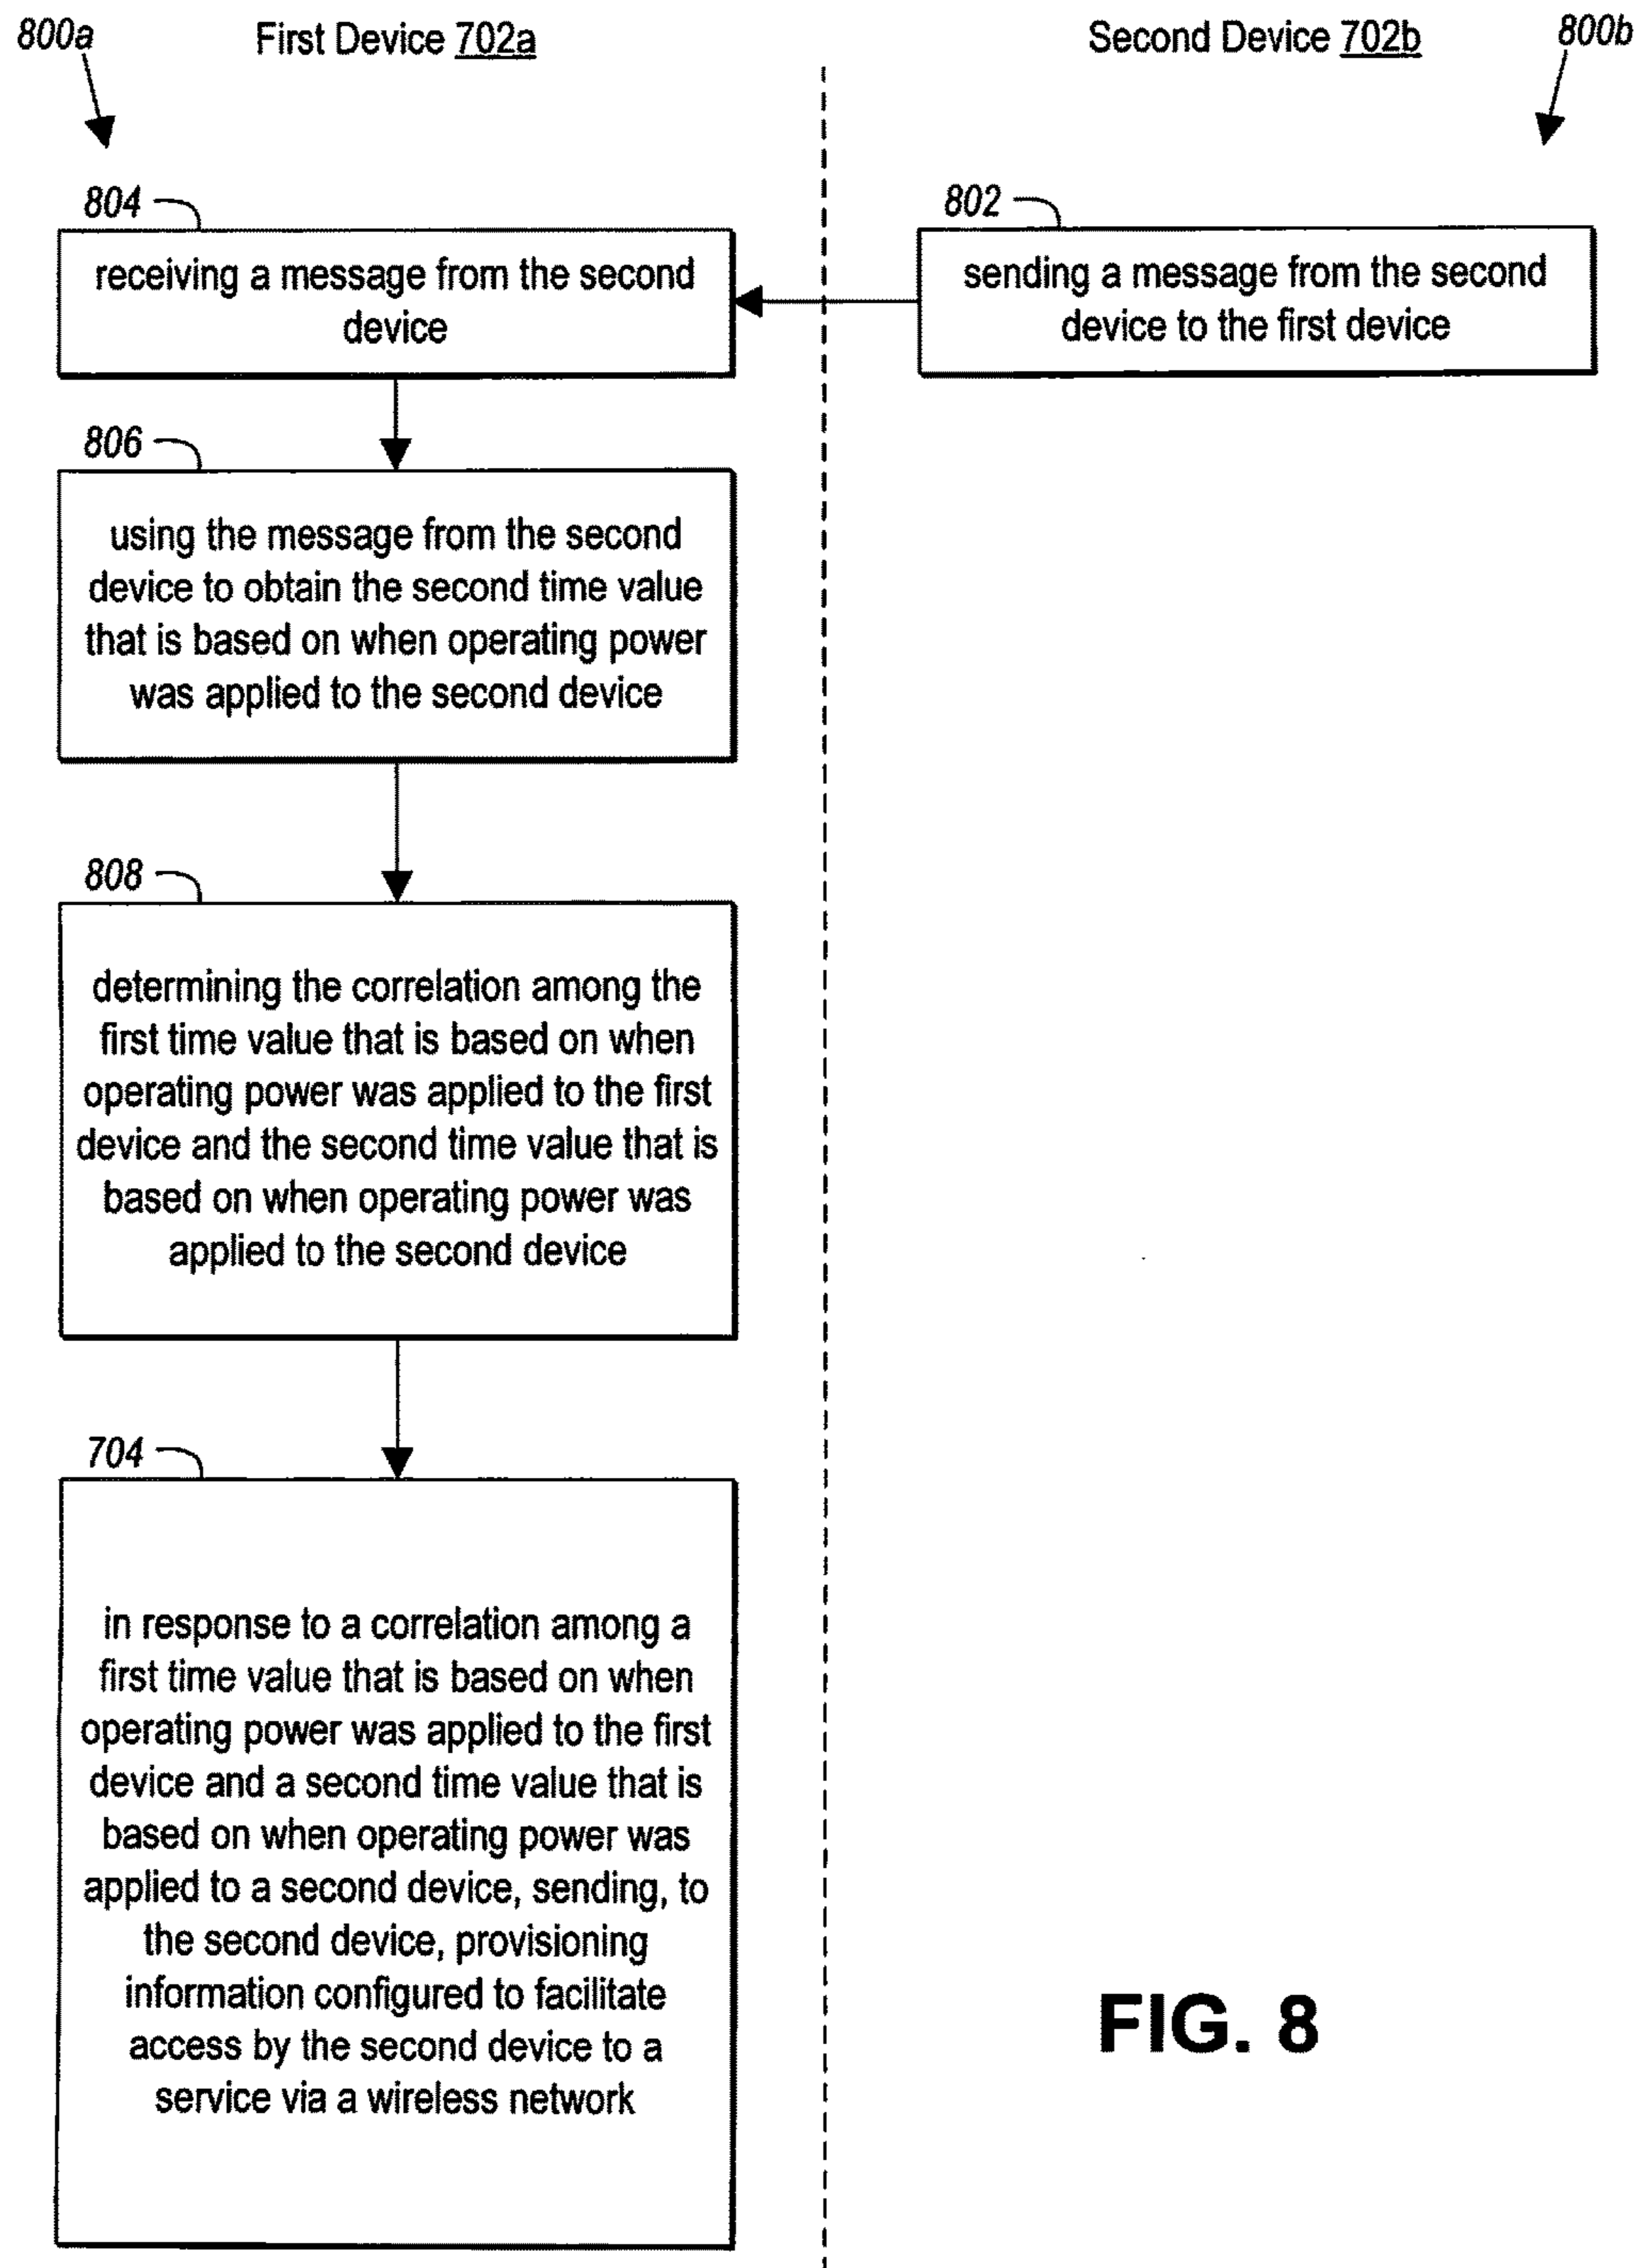 800a
First Device 702a
Second Device 702b
800b
804
receiving a message from the second
device
802
sending a message from the second
device to the first device
806
using the message from the second
device to obtain the second time value
that is based on when operating power
was applied to the second device
808
determining the correlation among the
first time value that is based on when
operating power was applied to the first
device and the second time value that is
based on when operating power was
applied to the second device
704
in response to a correlation among a
first time value that is based on when
operating power was applied to the first
device and a second time value that is
based on when operating power was
applied to a second device, sending, to
the second device, provisioning
information configured to facilitate
access by the second device to a
service via a wireless network
FIG. 8